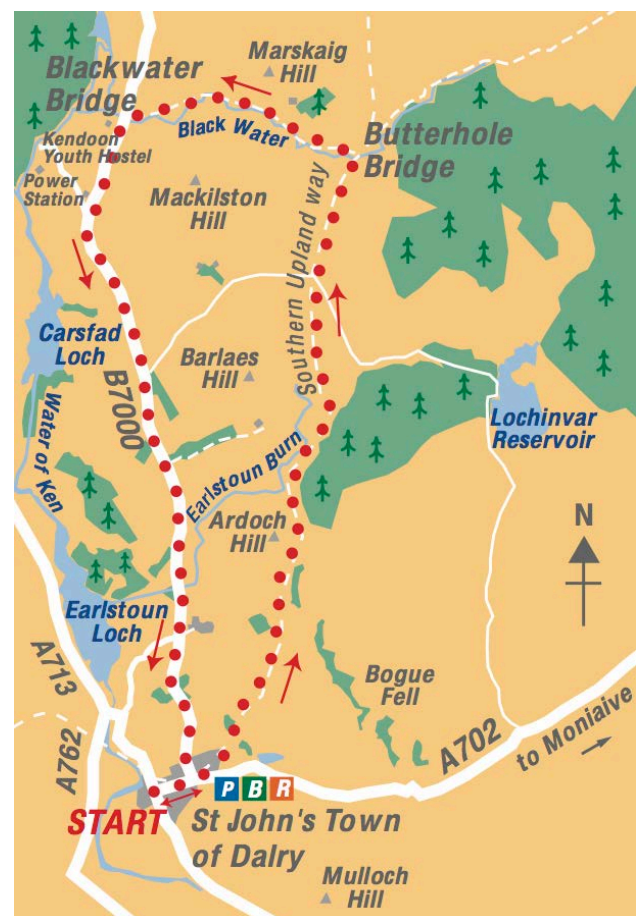 Marskaig
Hill
Blackwater
Bridge
Black Water
Butterhole
Bridge
Kendoon
Youth Hostel
Power
Station
Mackilston
Hill
Southern Upland way
Carsfad
Loch
B7000
Barlaes
Hill
Lochinvar
Reservoir
Water of Ken
Earlstoun Burn
Ardoch
Hill
N
Earlstoun
Loch
A713
Bogue
Fell
A762
A702
to Moniaive
P B R
START
St John's Town
of Dalry
Mulloch
Hill